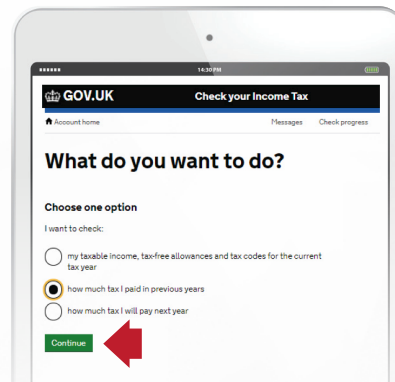 14:30 PM
GOV.UK
Check your Income Tax
Account home
Messages
Check progress
What do you want to do?
Choose one option
I want to check:
my taxable income, tax-free allowances and tax codes for the current
tax year
how much tax I paid in previous years
how much tax I will pay next year
Continue